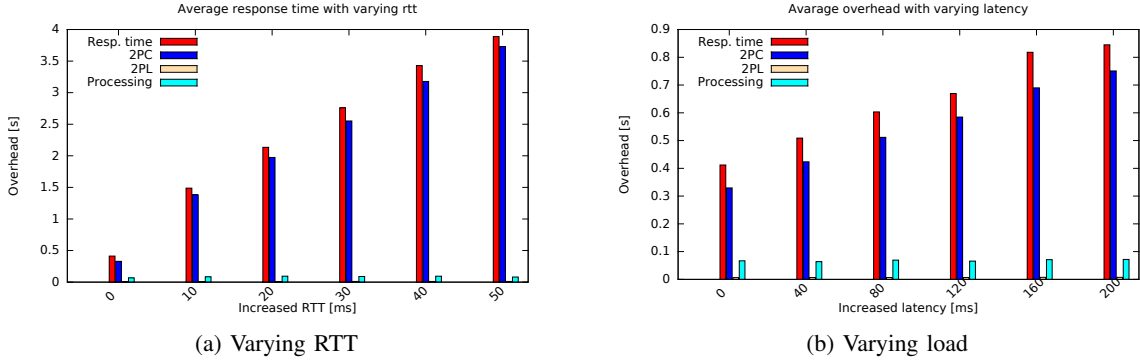 Average response time with varying rtt
4
3.5
3
2.5
2
1.5
1
0.5
0
Overhead [s]
Resp. time
2PC
2PL
Processing
0
10
20
30
40
50
Increased RTT [ms]
(a) Varying RTT
Avarage overhead with varying latency
0.9
0.8
0.7
0.6
0.5
0.4
0.3
0.2
0.1
0
Overhead [s]
Resp. time
2PC
2PL
Processing
0
40
80
120
160
200
Increased latency [ms]
(b) Varying load